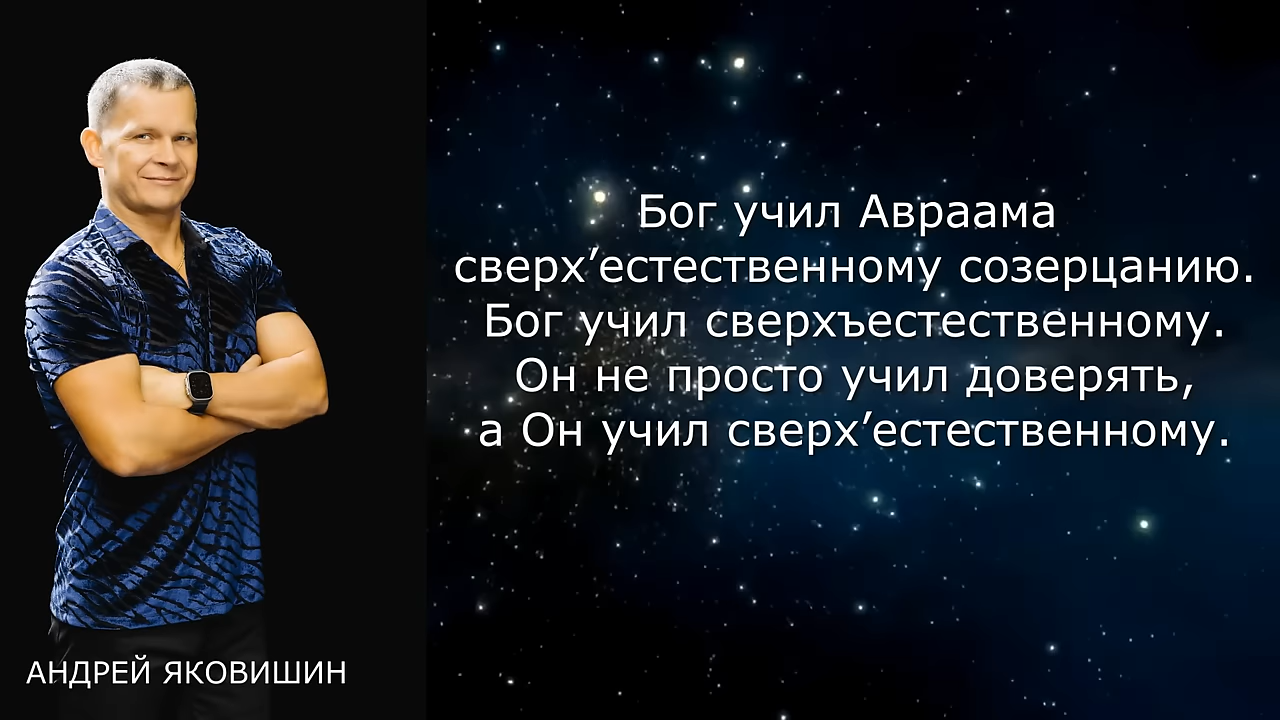 Бог учил Авраама
сверх’естественному созерцанию.
Бог учил сверхъестественному.
Он не просто учил доверять,
а Он учил сверх’естественному.
АНДРЕЙ ЯКОВИШИН